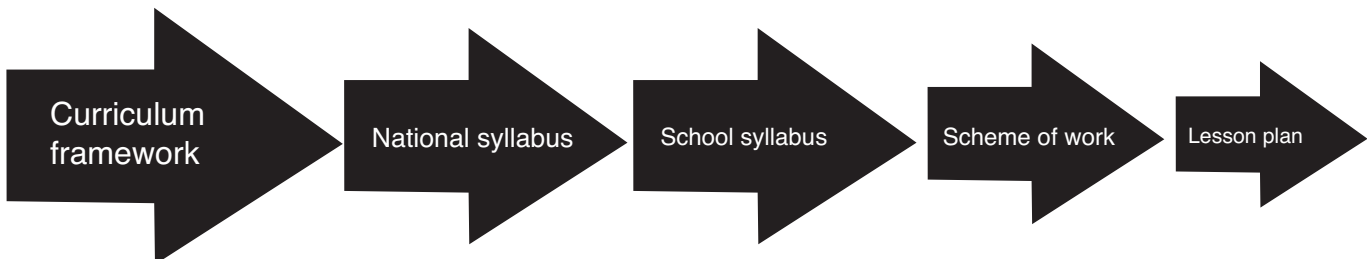 Curriculum
framework
National syllabus
School syllabus
Scheme of work
Lesson plan